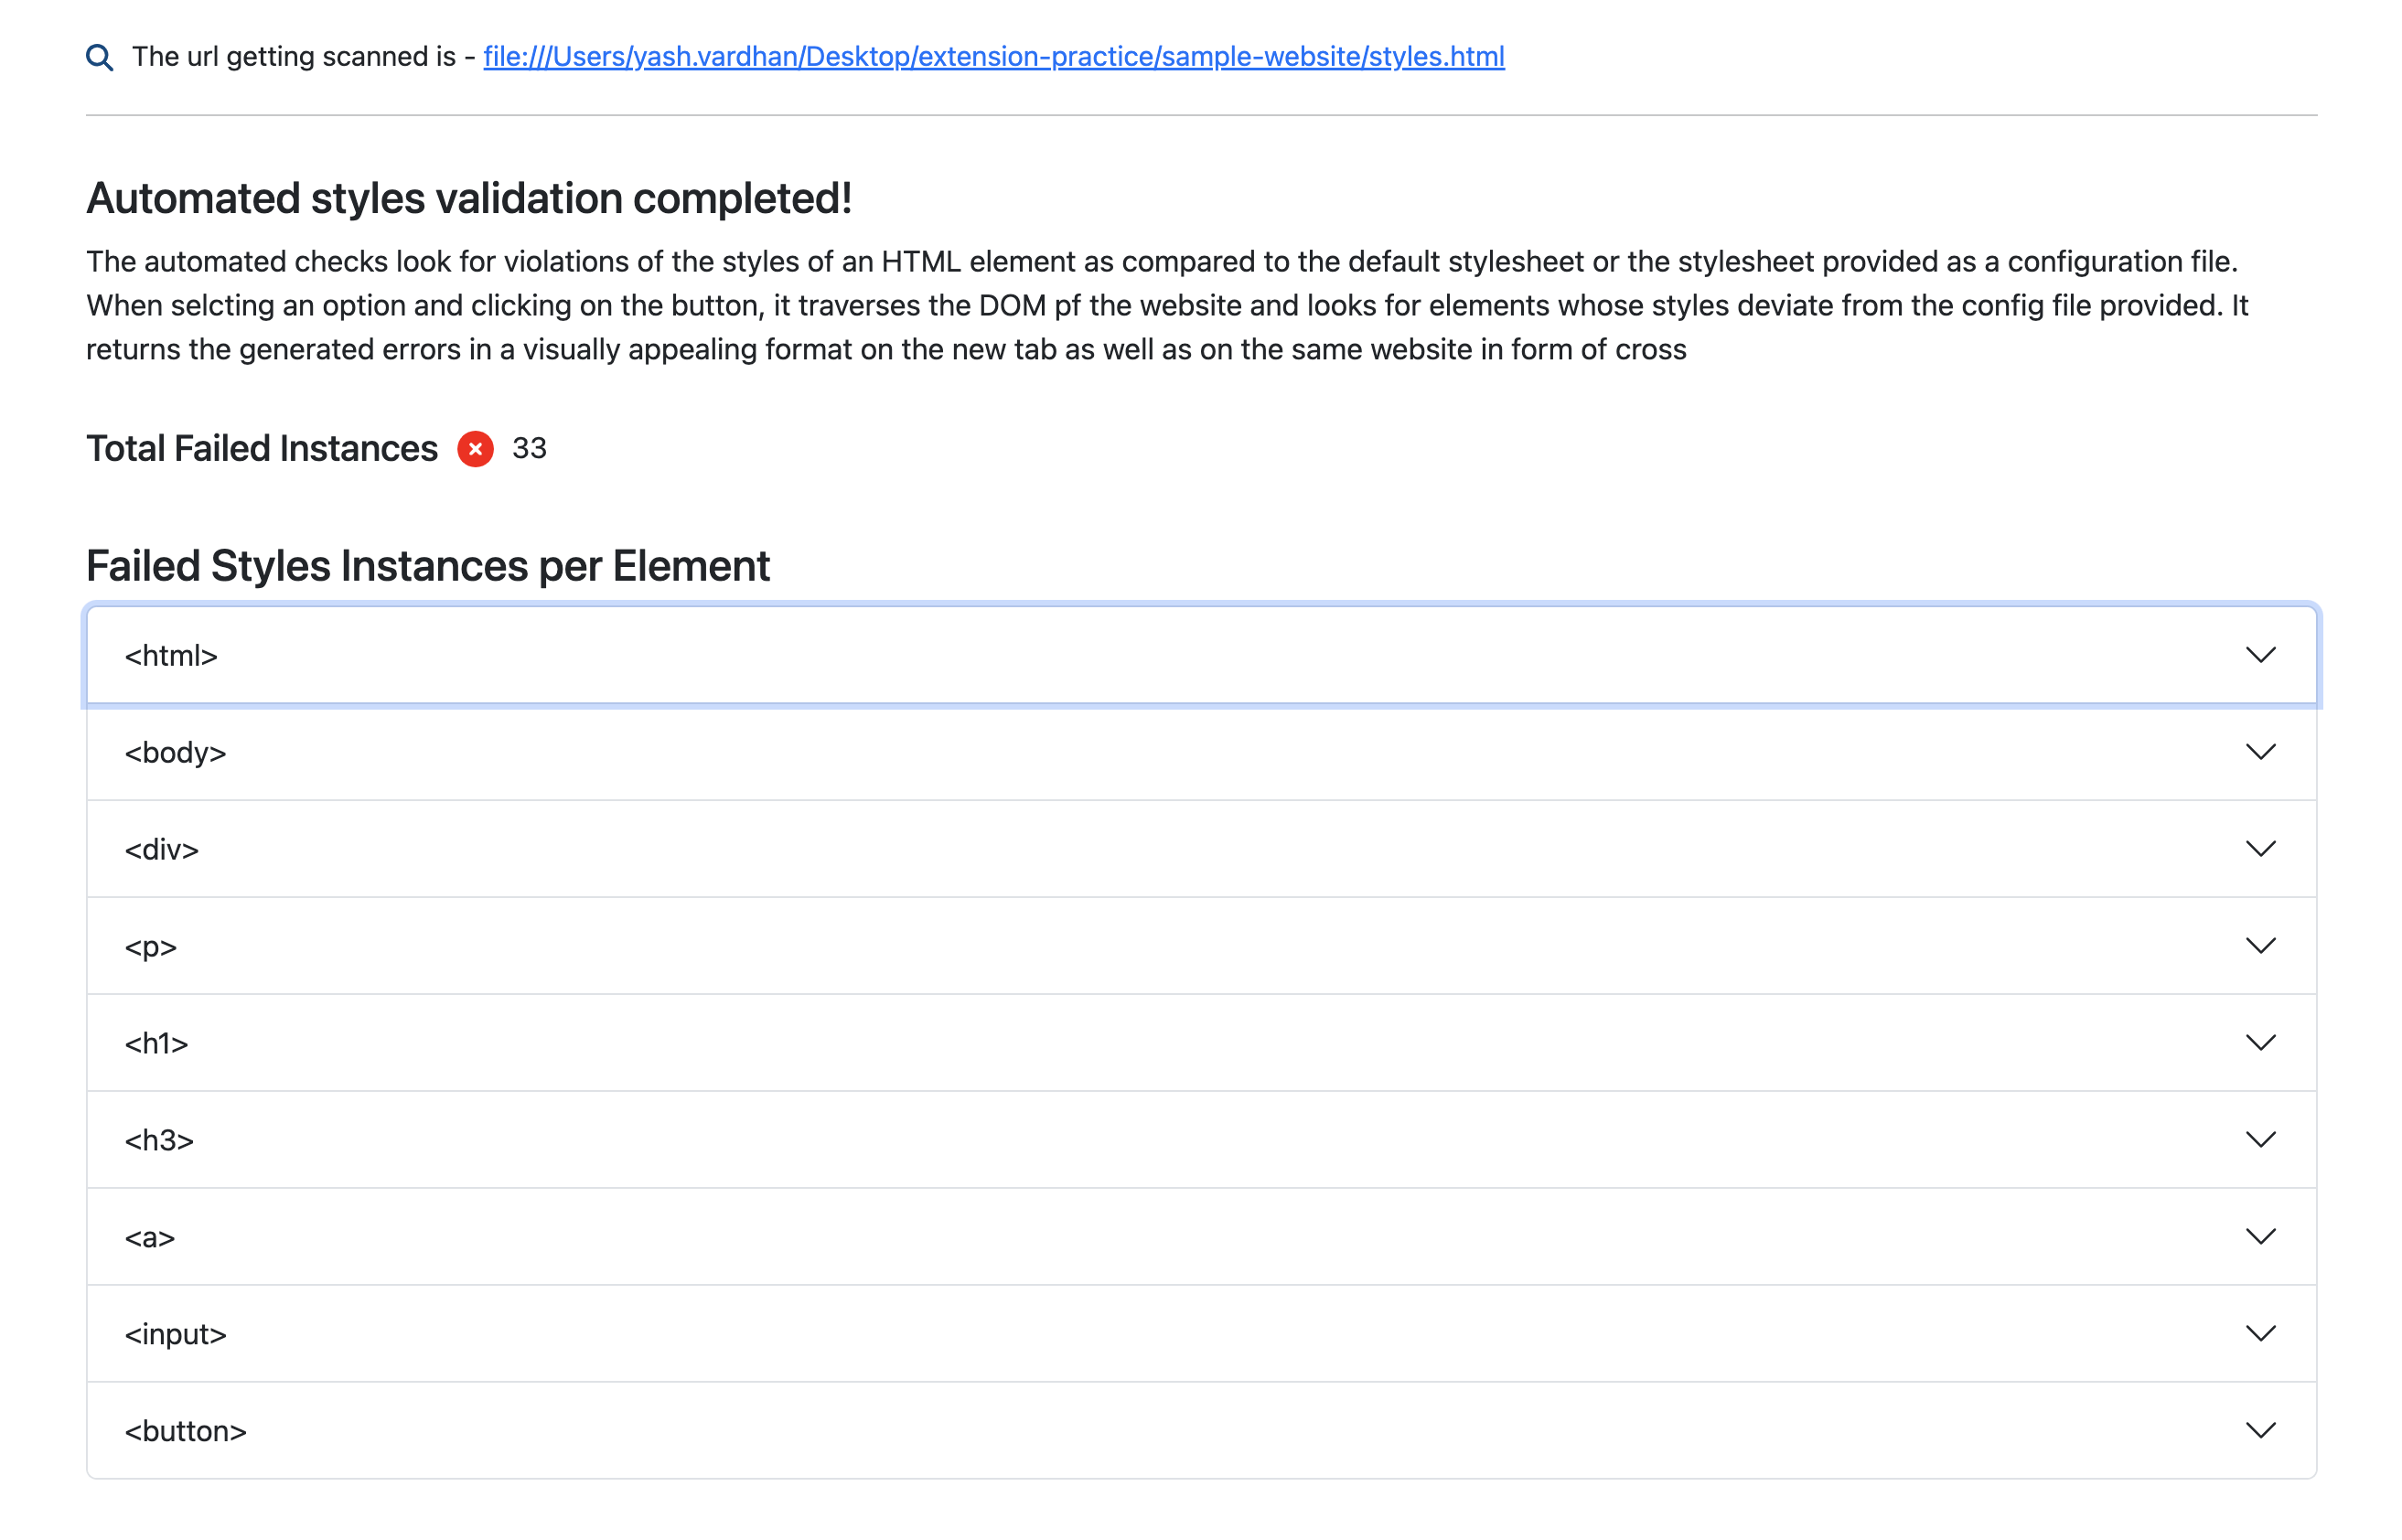 The url getting scanned is - file:///Users/yash.vardhan/Desktop/extension-practice/sample-website/styles.html
Automated styles validation completed!
The automated checks look for violations of the styles of an HTML element as compared to the default stylesheet or the stylesheet provided as a configuration file.
When selcting an option and clicking on the button, it traverses the DOM pf the website and looks for elements whose styles deviate from the config file provided. It
returns the generated errors in a visually appealing format on the new tab as well as on the same website in form of cross
Total Failed Instances 33
Failed Styles Instances per Element
<html>
<body>
<div>
<p>
<h1>
<h3>
<a>
<input>
<button>